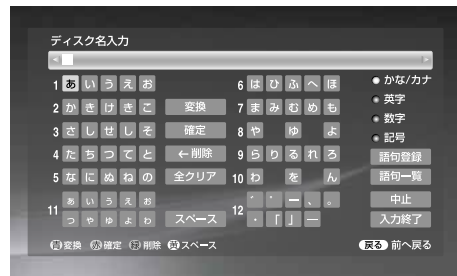 ディスク名入力
1 あ い う え お 6 は ひ ふ へ ほ かな/カナ
2 か き け き こ 変換 7 ま み む め も 英字
数字
3 さ し せ し そ 確定 8 や ゆ よ 記号
4 た ち つ て と ←削除 9 ら り る れ ろ 語句登録
5 な に ぬ ね の 全クリア 10 わ を ん 語句一覧
11 ぁ ぃ ぅ ぇ ぉ 12 ゛ ゜ ー 、 。 中止
っ ゃ ゅ ょ ゎ スペース ・ 「 」 — 入力終了
青 変換 赤 確定 緑 削除 黄 スペース 戻る 前へ戻る